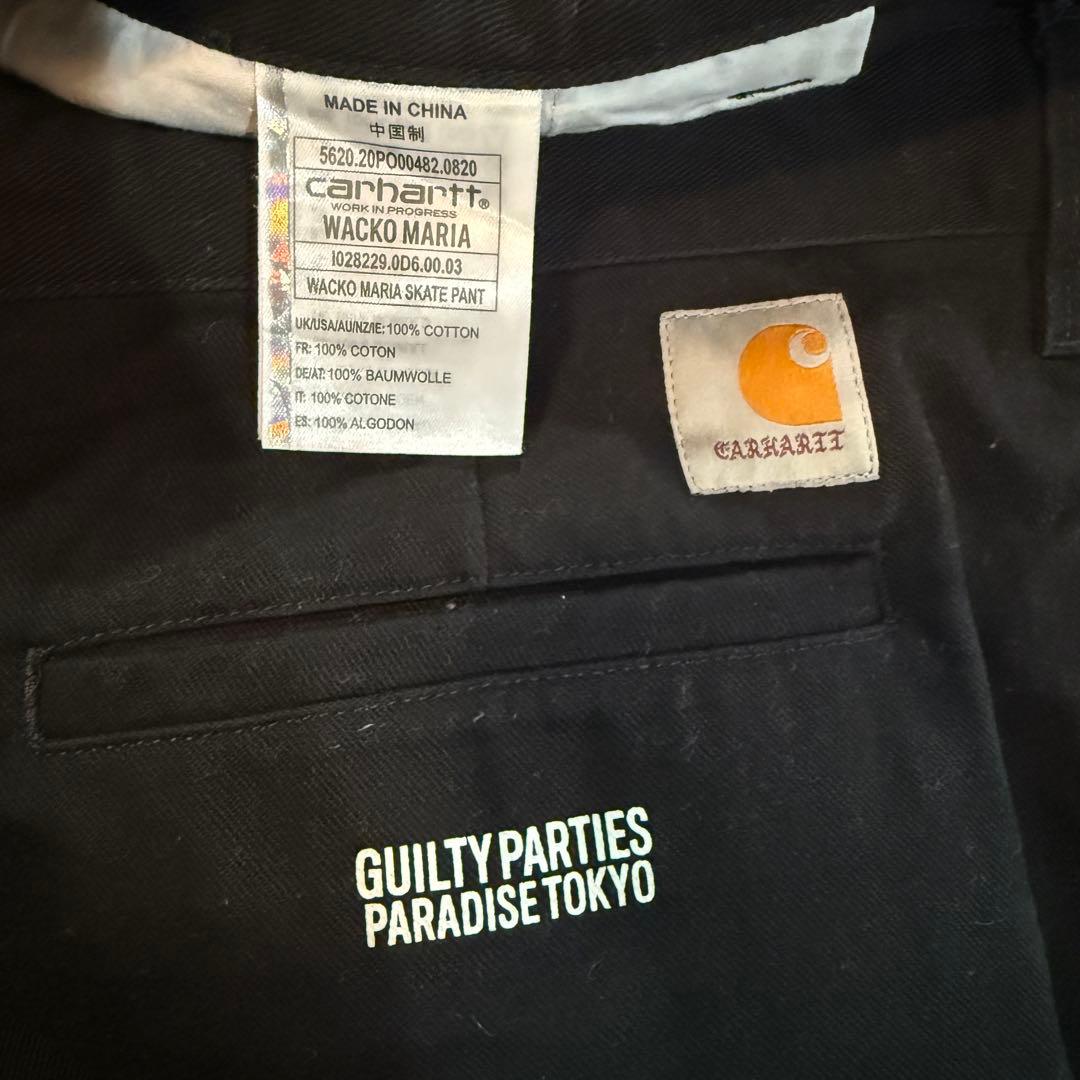 MADE IN CHINA
中国制
5620.20PO00482.0820
carhartt®
WORK IN PROGRESS
WACKO MARIA
I028229.0D6.00.03
WACKO MARIA SKATE PANT
UK/USA/AU/NZ/IE: 100% COTTON
FR: 100% COTON
DE/AT: 100% BAUMWOLLE
IT: 100% COTONE
ES: 100% ALGODON
CARHARTT
GUILTY PARTIES
PARADISE TOKYO